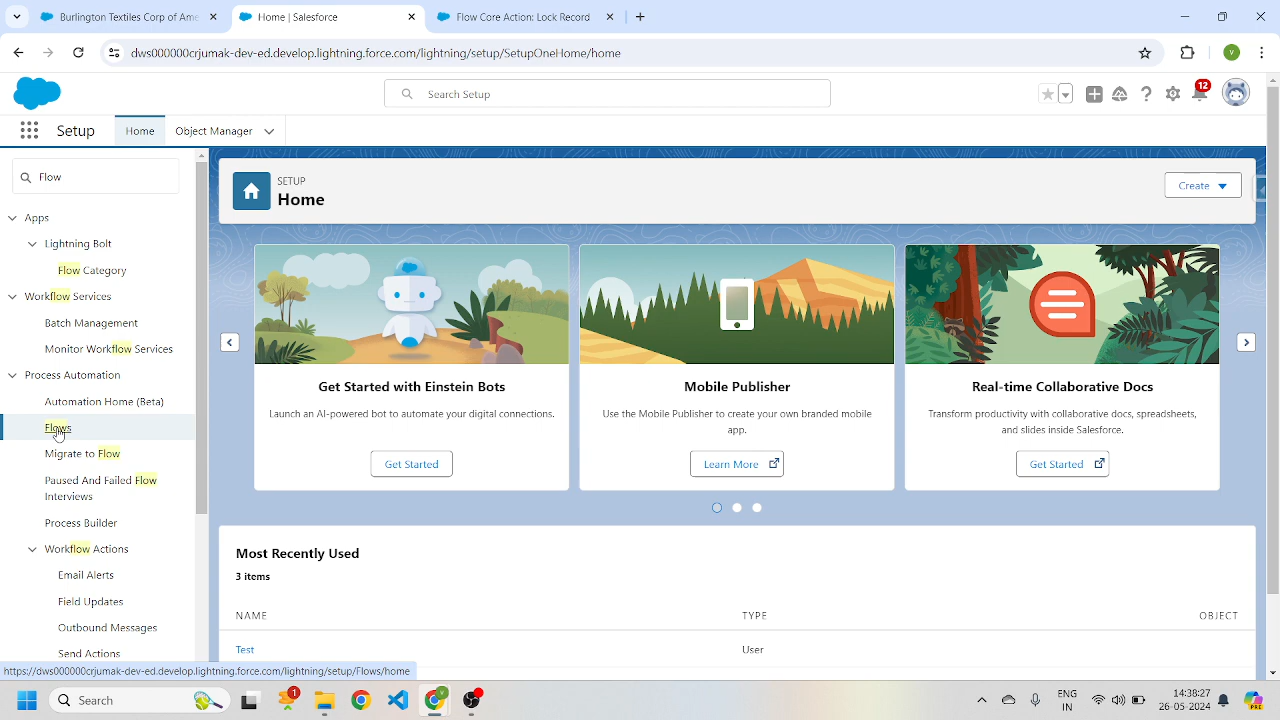 Burlington Textiles Corp of Ame
Home | Salesforce
Flow Core Action: Lock Record
dws000000crjumak-dev-ed.develop.lightning.force.com/lightning/setup/SetupOneHome/home
V
Search Setup
12
Setup
Home
Object Manager
Flow
Apps
Lightning Bolt
Flow Category
Workflow Services
Batch Management
Monitor Workflow Services
Process Automation
Automation Home (Beta)
Flows
Migrate to Flow
Paused And Failed Flow
Interviews
Process Builder
Workflow Actions
Email Alerts
Field Updates
Outbound Messages
Send Actions
SETUP
Home
Create
Get Started with Einstein Bots
Launch an AI-powered bot to automate your digital connections.
Get Started
Mobile Publisher
Use the Mobile Publisher to create your own branded mobile
app.
Learn More
Real-time Collaborative Docs
Transform productivity with collaborative docs, spreadsheets,
and slides inside Salesforce.
Get Started
Most Recently Used
3 items
NAME TYPE OBJECT
Test User
https://dws000000crjumak-dev-ed.develop.lightning.force.com/lightning/setup/Flows/home
Search
1
ENG
IN
14:38:27
26-05-2024
PRE